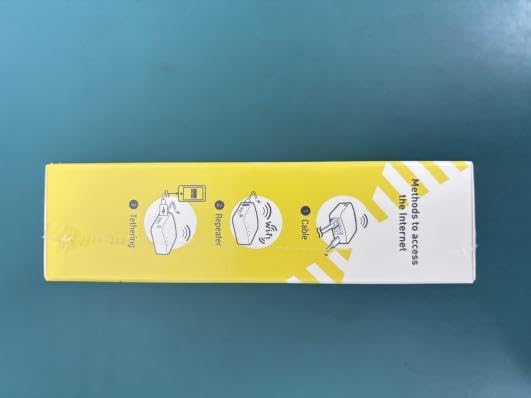 Methods to access
the Internet
1 Cable
WiFi
2 Repeater
3 Tethering